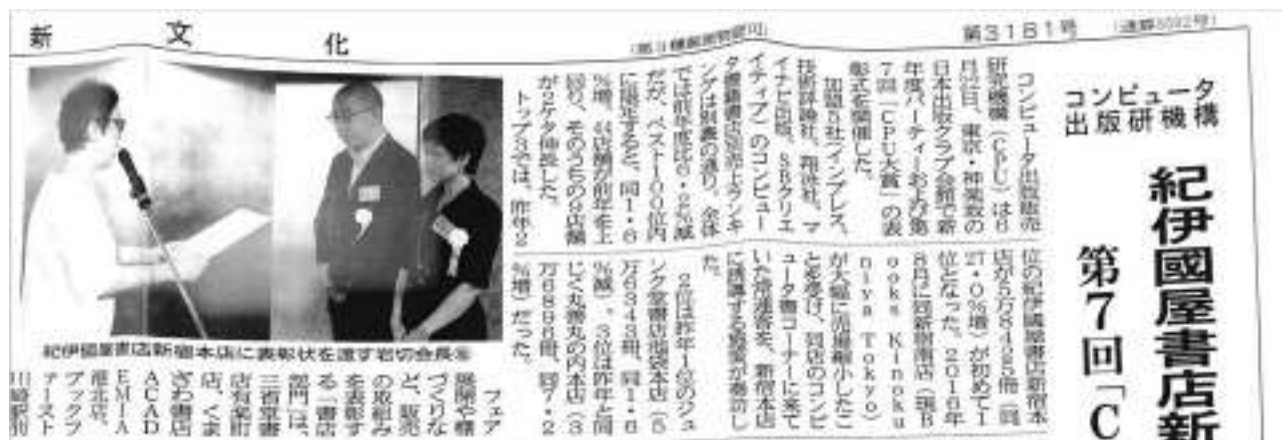 新 文 化
(第3種郵便物認可)
第3181号
コンピュータ
出版研機構
紀伊國屋書店新
第7回「C
コンピュータ出版販売
研究機構(CPU)は6
日本出版クラブ会館で新
年度パーティーおよび第
7回「CPU大賞」の表
彰式を開催した。
加盟5社(インプレス、
技術評論社、翔泳社、マ
イナビ出版、SBクリエ
イティブ)のコンピュー
タ書籍書店別売上ランキ
ングは別表の通り。全体
では前年度比6・2%減
だが、ベスト100位内
に限定すると、同1・6
%増。44店舗が前年を上
回り、そのうちの9店舗
が2ケタ伸長した。
トップ3では、昨年2
位の紀伊國屋書店新宿本
店が5万8425冊(同
27・0%増)が初めて1
位となった。2016年
8月に同新宿南店(現B
ooks Kinoku
niya Tokyo)
が大幅に売場縮小したこ
とを受け、同店のコンピ
ュータ書コーナーに来て
いた常連客を、新宿本店
に誘導する施策が奏功し
た。
2位は昨年1位のジュ
ンク堂書店池袋本店(5
万6343冊、同1・6
%減)。3位は昨年と同
じく丸善丸の内本店(3
万6896冊、同7・2
%増)だった。
フェア
展開や棚
づくりな
ど、販売
の取組み
を表彰す
る「書店
部門」は、
三省堂書
店有楽町
店、くま
ざわ書店
ACAD
EMIA
港北店、
ブックフ
ァースト
紀伊國屋書店新宿本店に表彰状を渡す岩切会長